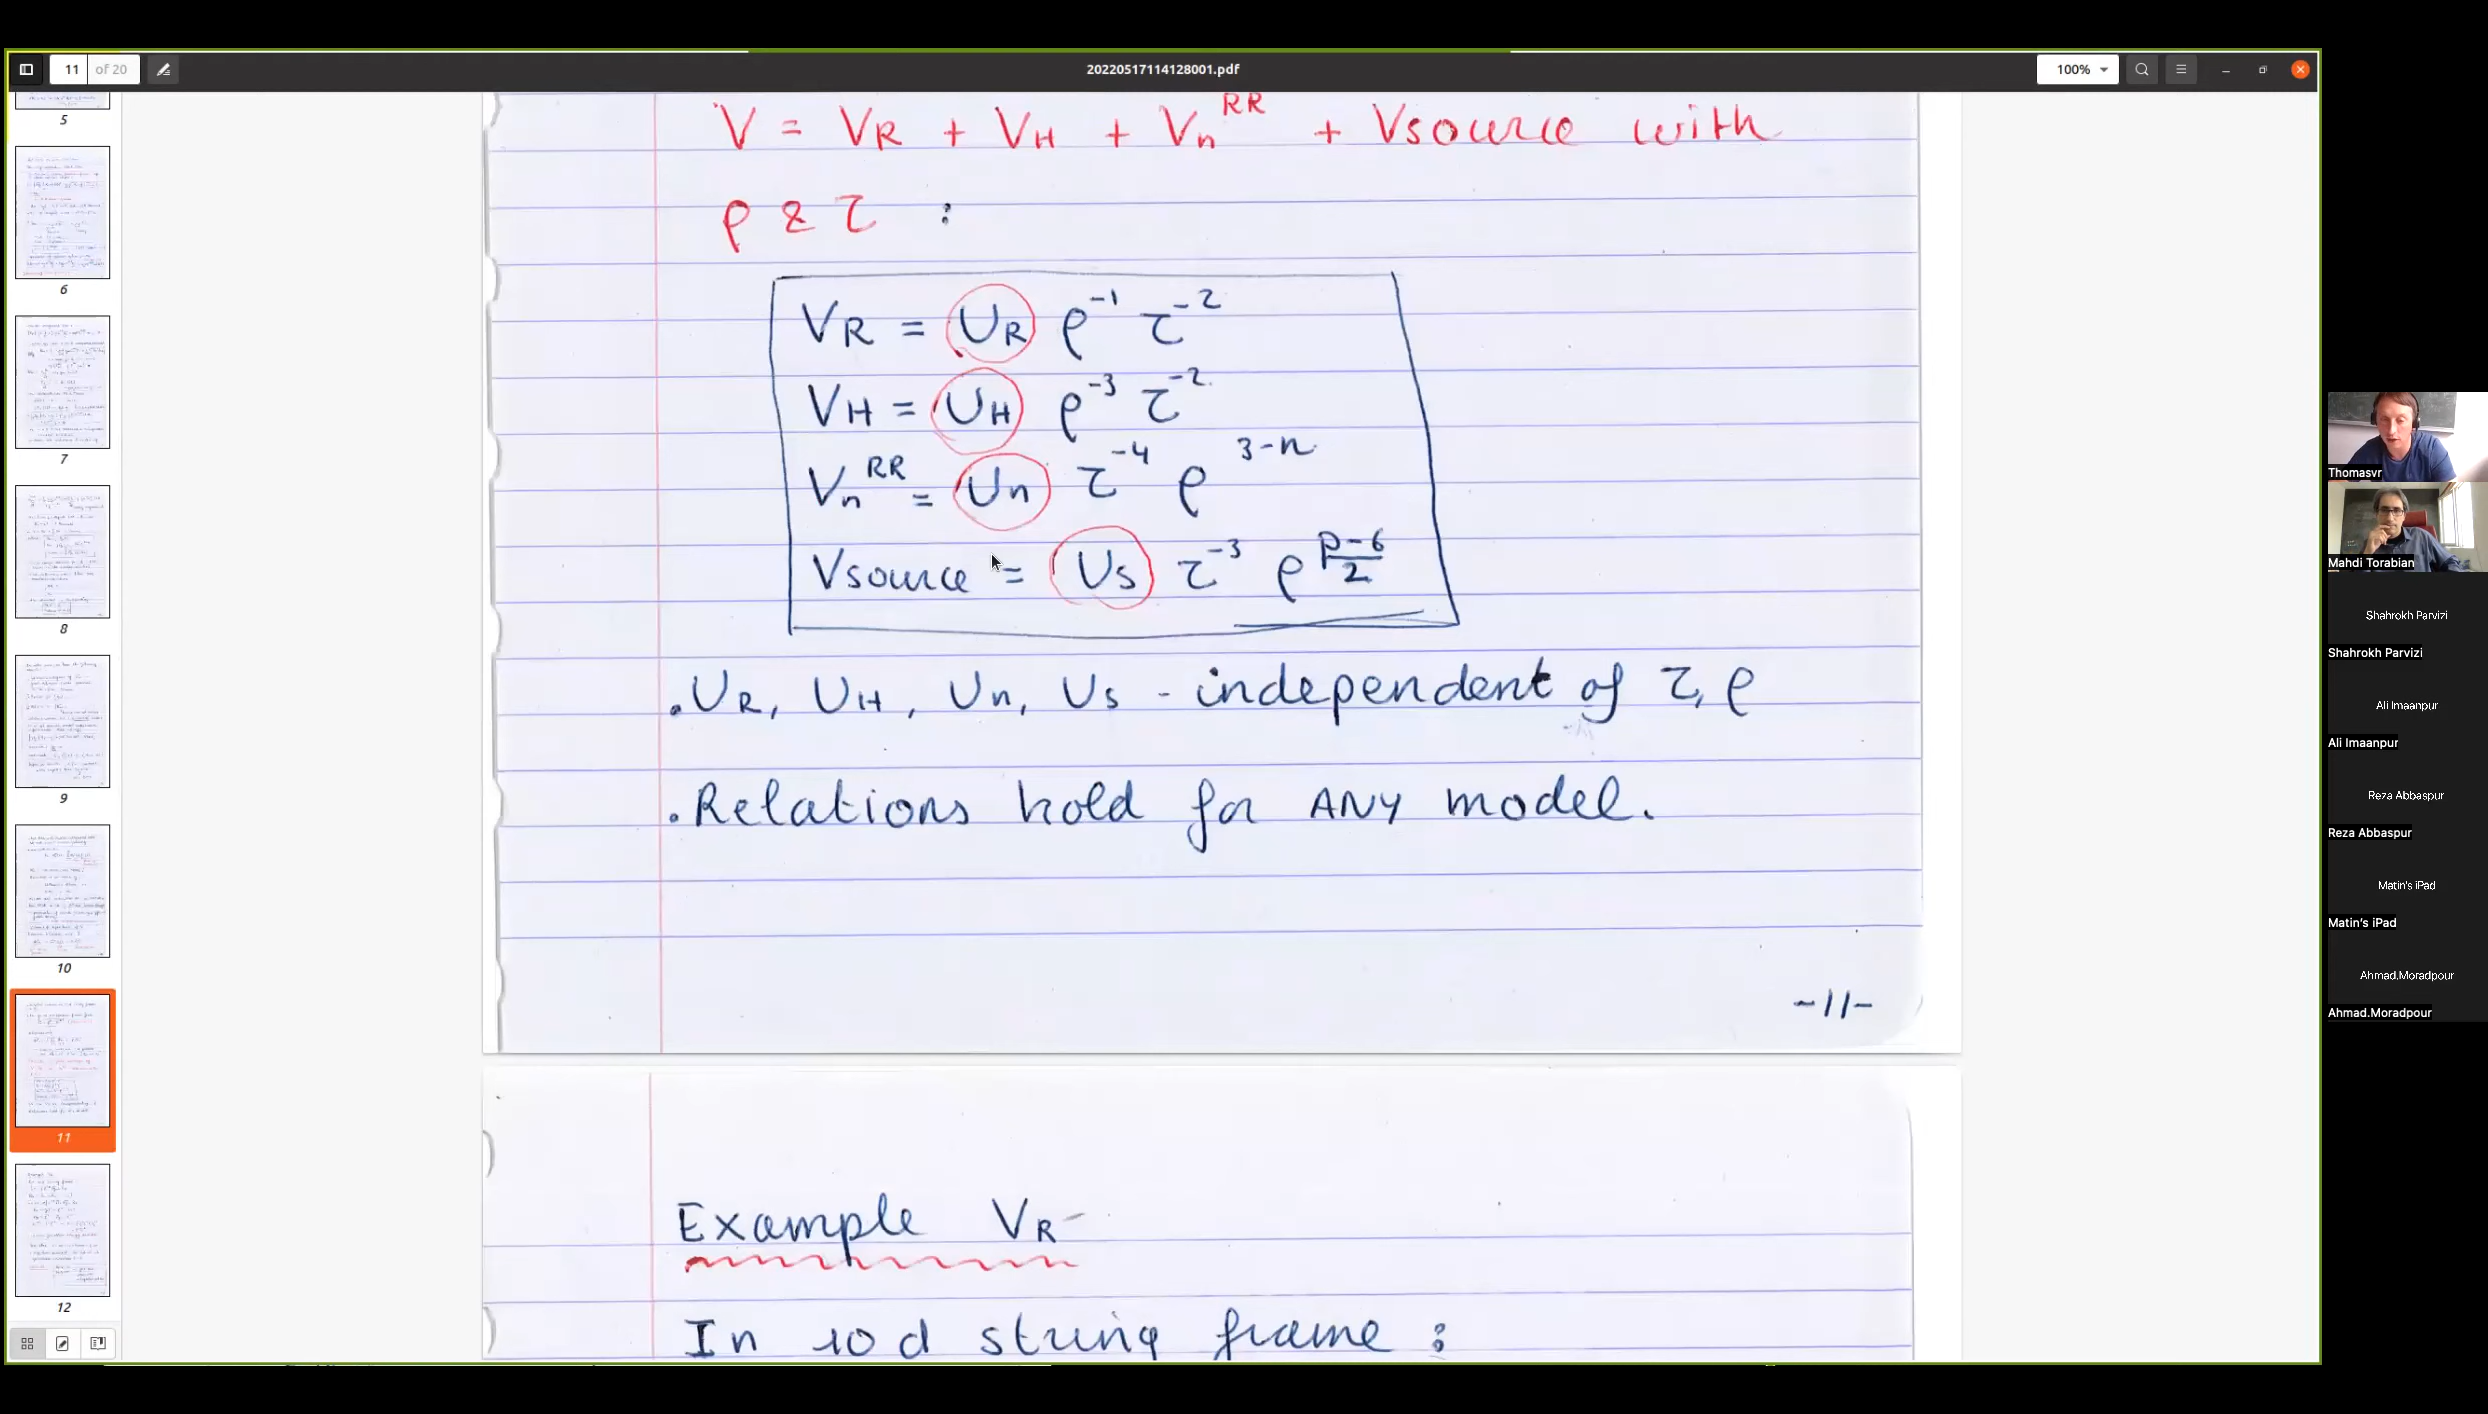 11 of 20
20220517114128001.pdf
100%
5
6
7
8
9
10
11
12
V = VR + VH + Vn^RR + Vsource with
ρ & τ :
VR = UR ρ^-1 τ^-2
VH = UH ρ^-3 τ^-2
Vn^RR = Un τ^-4 ρ^3-n
Vsource = Us τ^-3 ρ^(p-6)/2
. UR, UH, Un, Us - independent of τ, ρ
. Relations hold for ANY model.
-11-
Example VR
In 10d string frame :
Thomasvr
Mahdi Torabian
Shahrokh Parvizi
Shahrokh Parvizi
Ali Imaanpur
Ali Imaanpur
Reza Abbaspur
Reza Abbaspur
Matin's iPad
Matin's iPad
Ahmad.Moradpour
Ahmad.Moradpour